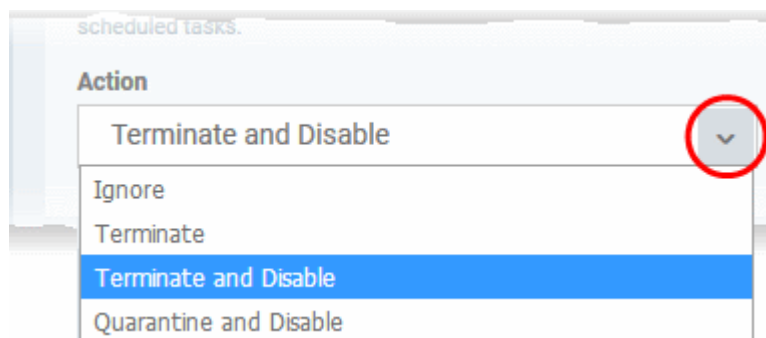 scheduled tasks.
Action
Terminate and Disable
Ignore
Terminate
Terminate and Disable
Quarantine and Disable